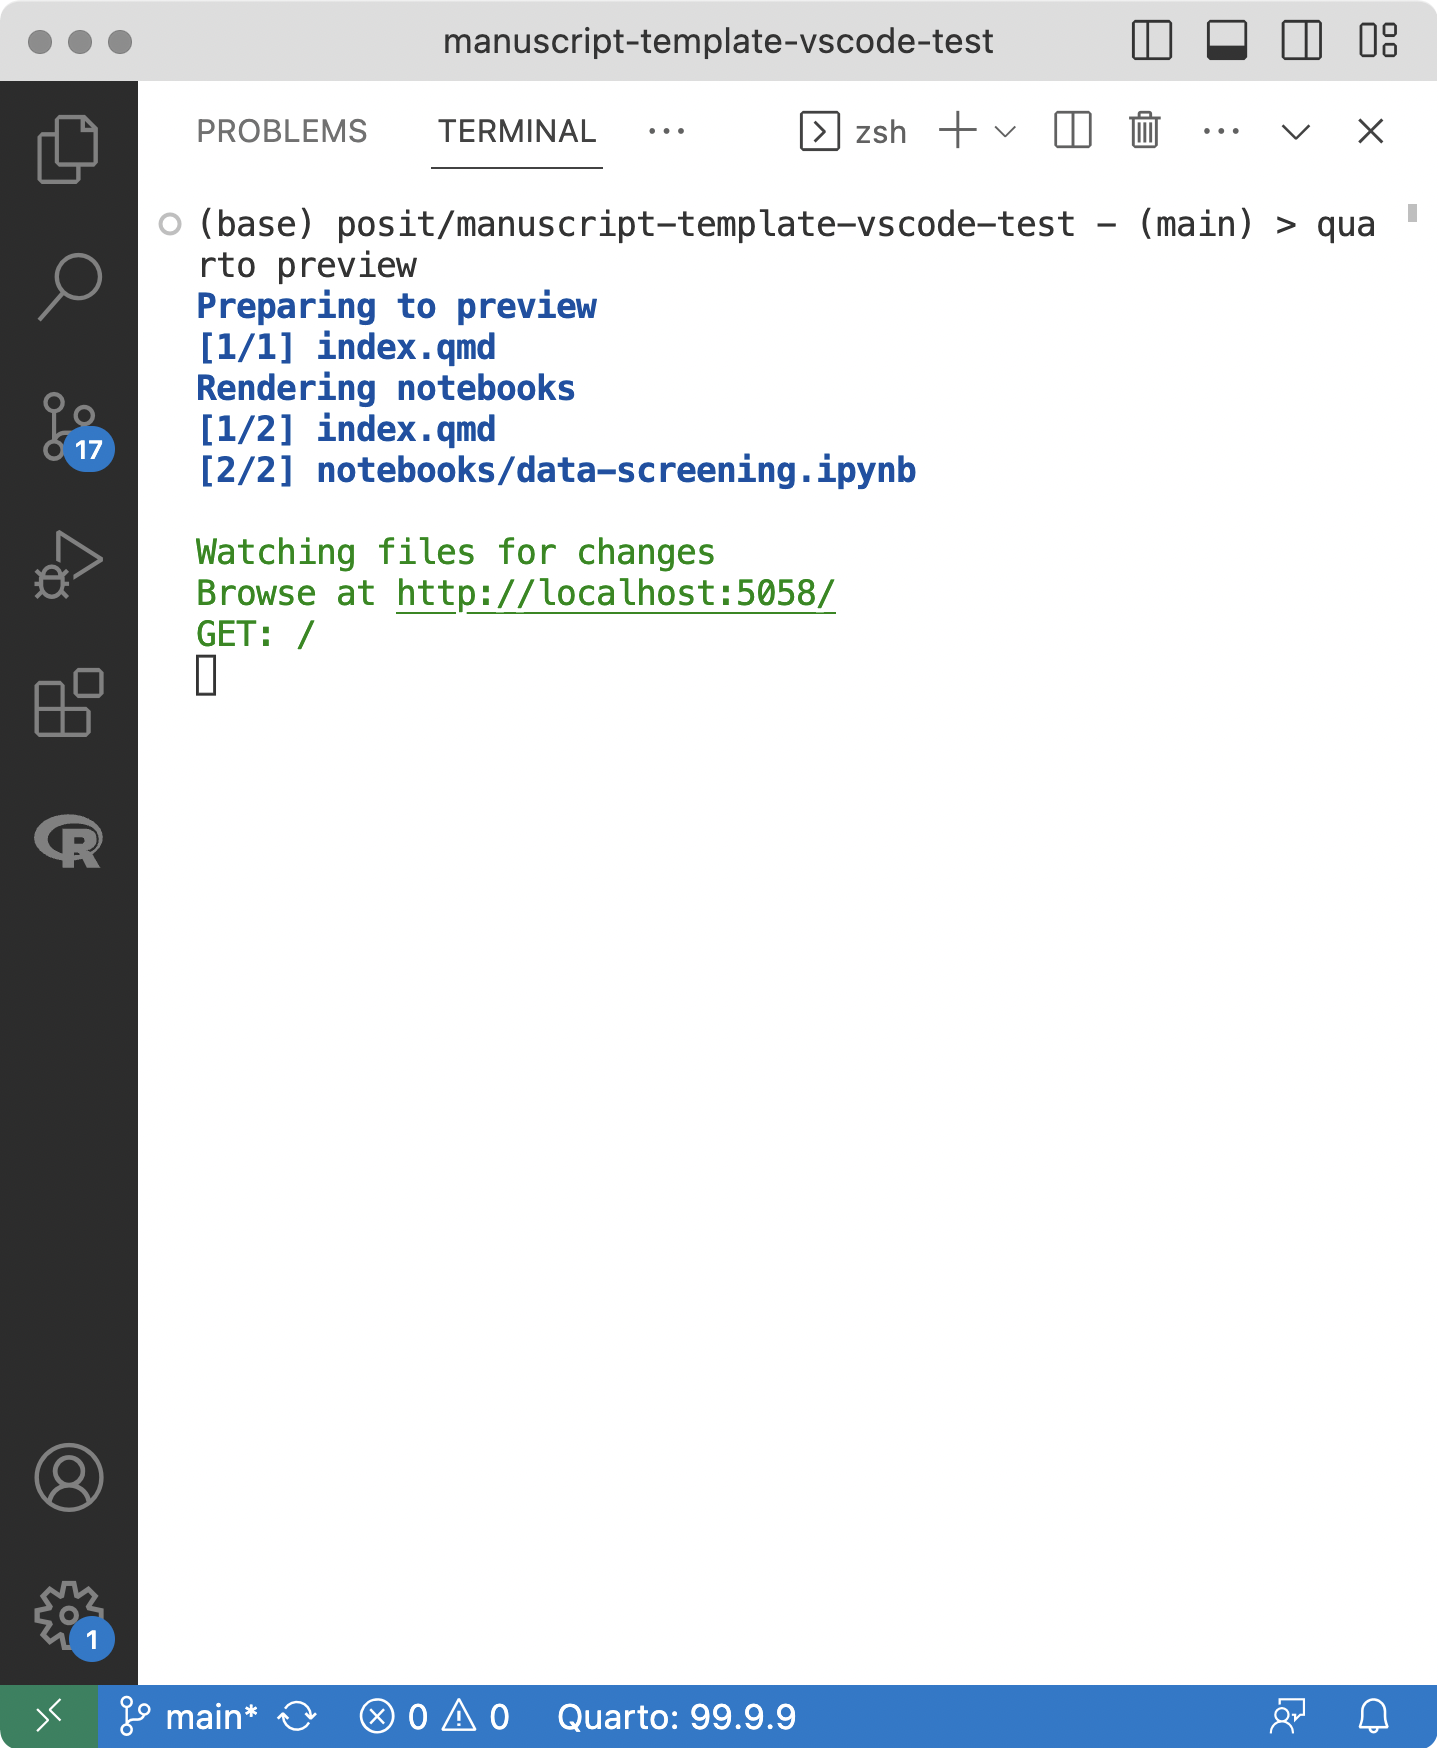 manuscript-template-vscode-test
PROBLEMS TERMINAL ··· zsh ···
(base) posit/manuscript-template-vscode-test - (main) > qua
rto preview
Preparing to preview
[1/1] index.qmd
Rendering notebooks
[1/2] index.qmd
[2/2] notebooks/data-screening.ipynb
Watching files for changes
Browse at http://localhost:5058/
GET: /
17
R
1
main* 0 0 Quarto: 99.9.9